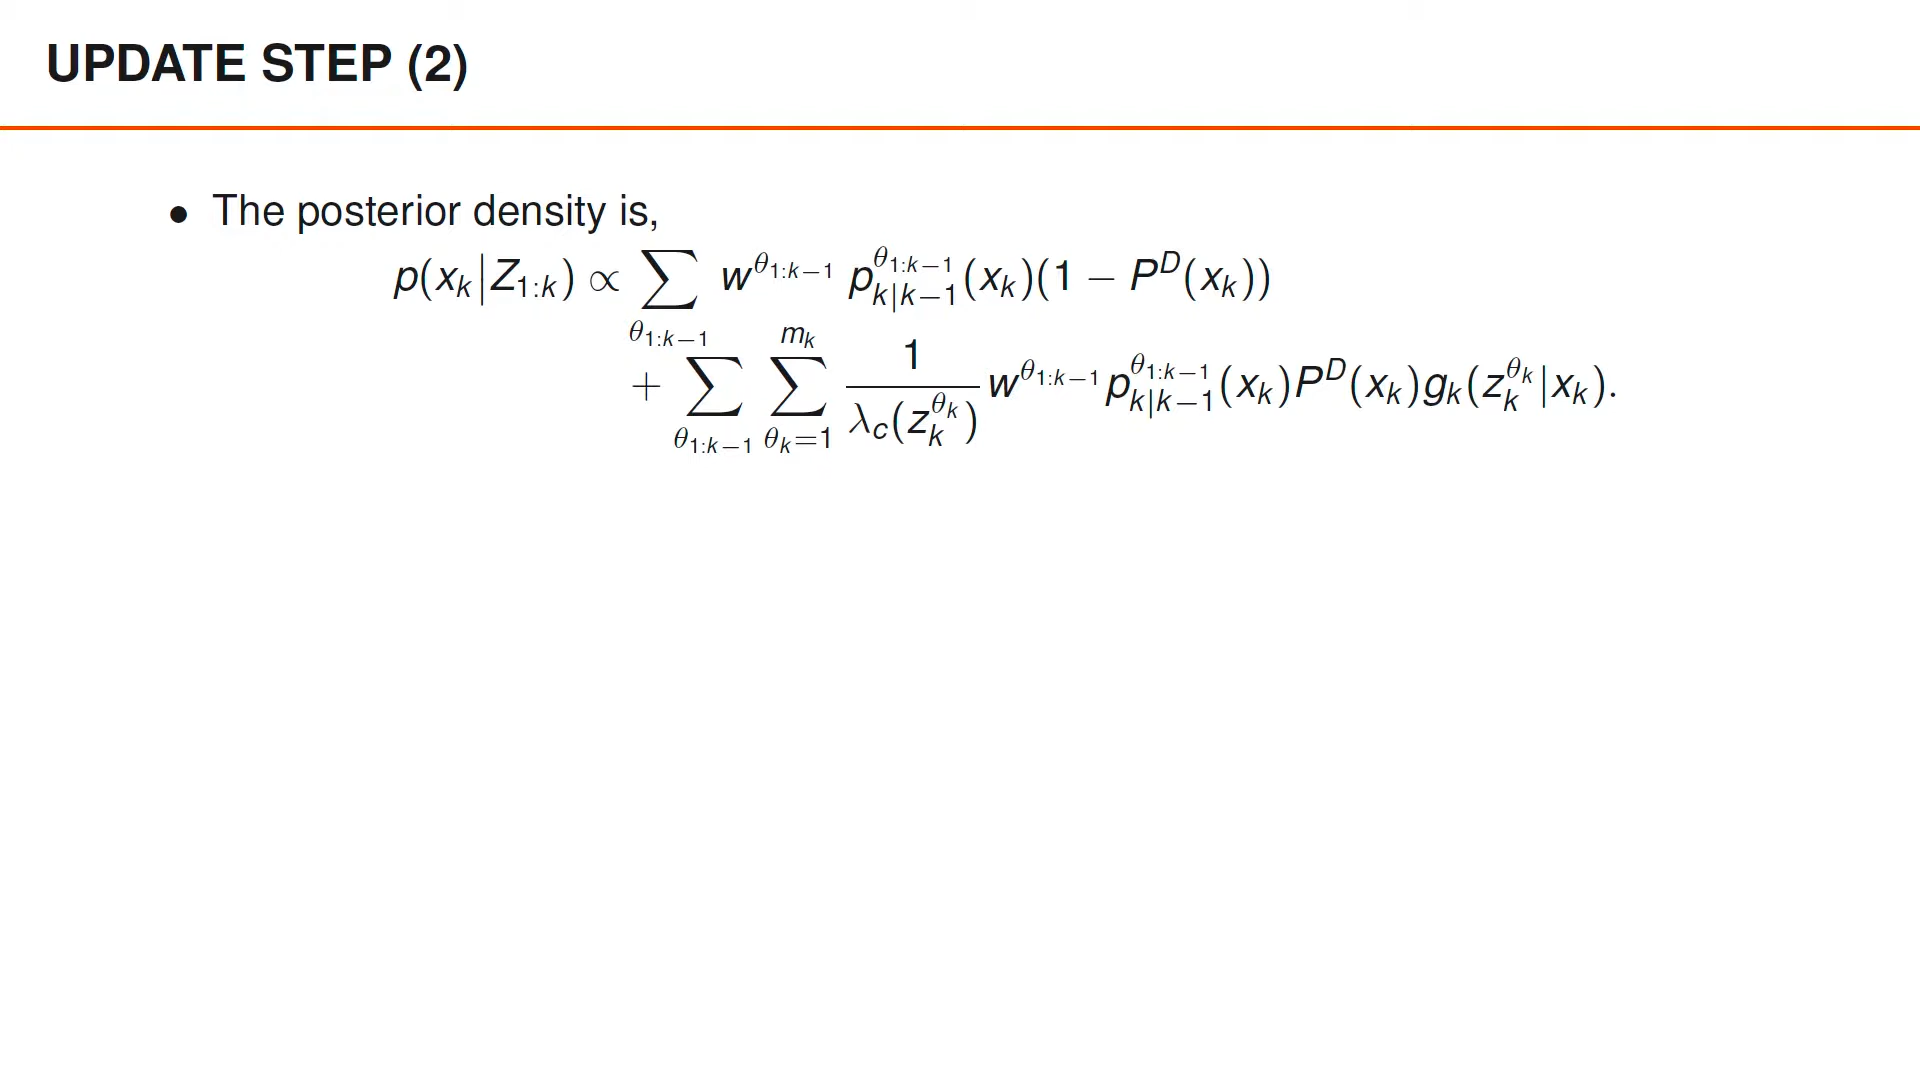 UPDATE STEP (2)
• The posterior density is,
p(x_k|Z_{1:k}) ∝ ∑_{θ_{1:k−1}} w^{θ_{1:k−1}} p_{k|k−1}^{θ_{1:k−1}}(x_k)(1 − P^D(x_k))
+ ∑_{θ_{1:k−1}} ∑_{θ_k=1}^{m_k} \frac{1}{λ_c(z_k^{θ_k})} w^{θ_{1:k−1}} p_{k|k−1}^{θ_{1:k−1}}(x_k)P^D(x_k)g_k(z_k^{θ_k}|x_k).